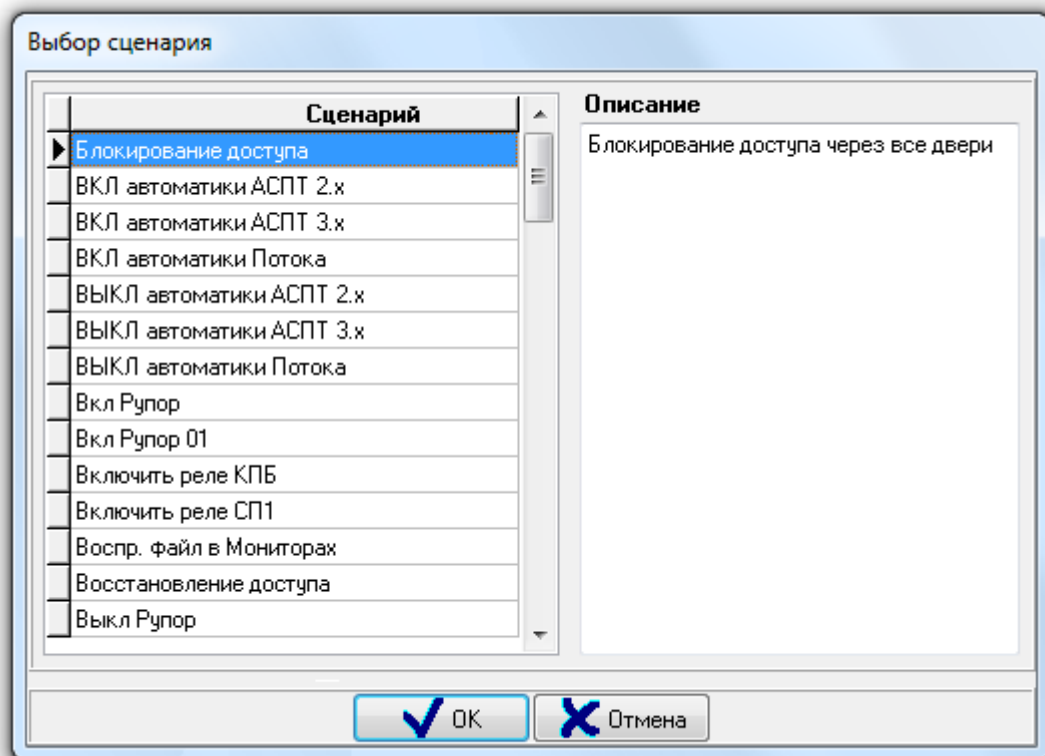 Выбор сценария
Сценарий
Блокирование доступа
ВКЛ автоматики АСПТ 2.x
ВКЛ автоматики АСПТ 3.x
ВКЛ автоматики Потока
ВЫКЛ автоматики АСПТ 2.x
ВЫКЛ автоматики АСПТ 3.x
ВЫКЛ автоматики Потока
Вкл Рупор
Вкл Рупор 01
Включить реле КПБ
Включить реле СП1
Воспр. файл в Мониторах
Восстановление доступа
Выкл Рупор
Описание
Блокирование доступа через все двери
ОК
Отмена